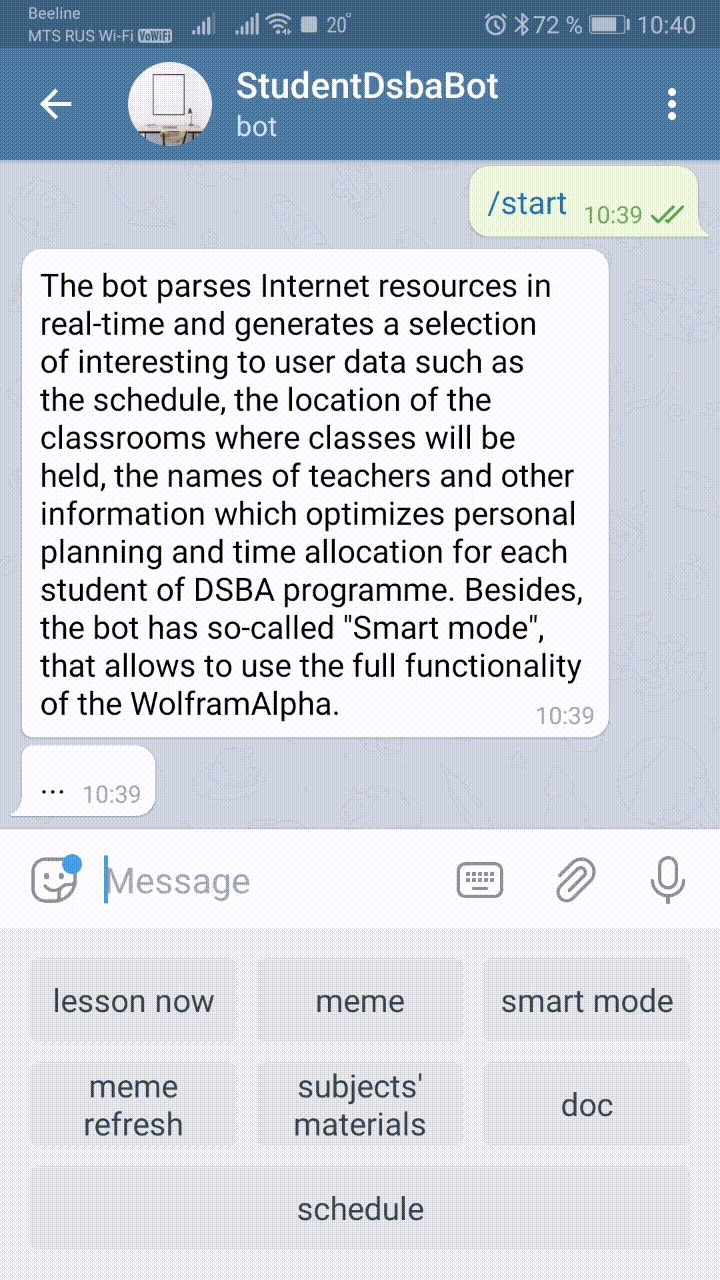 Beeline
MTS RUS Wi-Fi VoWiFi
20°
72 %
10:40
StudentDsbaBot
bot
/start 10:39
The bot parses Internet resources in
real-time and generates a selection
of interesting to user data such as
the schedule, the location of the
classrooms where classes will be
held, the names of teachers and other
information which optimizes personal
planning and time allocation for each
student of DSBA programme. Besides,
the bot has so-called "Smart mode",
that allows to use the full functionality
of the WolframAlpha.
10:39
... 10:39
Message
lesson now
meme
smart mode
meme
refresh
subjects'
materials
doc
schedule